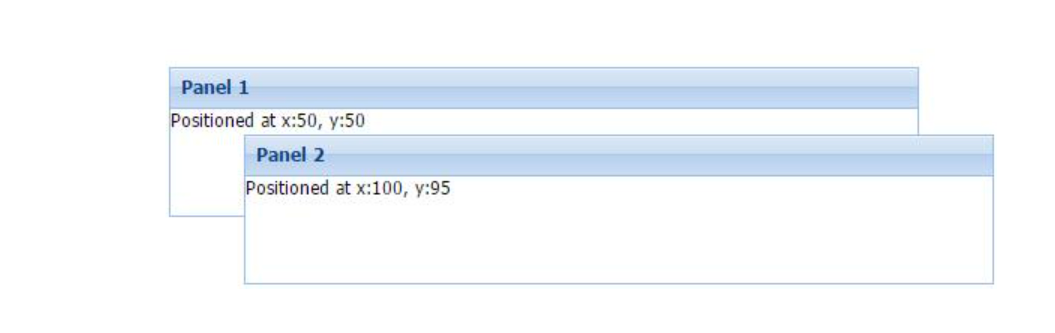 Panel 1
Positioned at x:50, y:50
Panel 2
Positioned at x:100, y:95